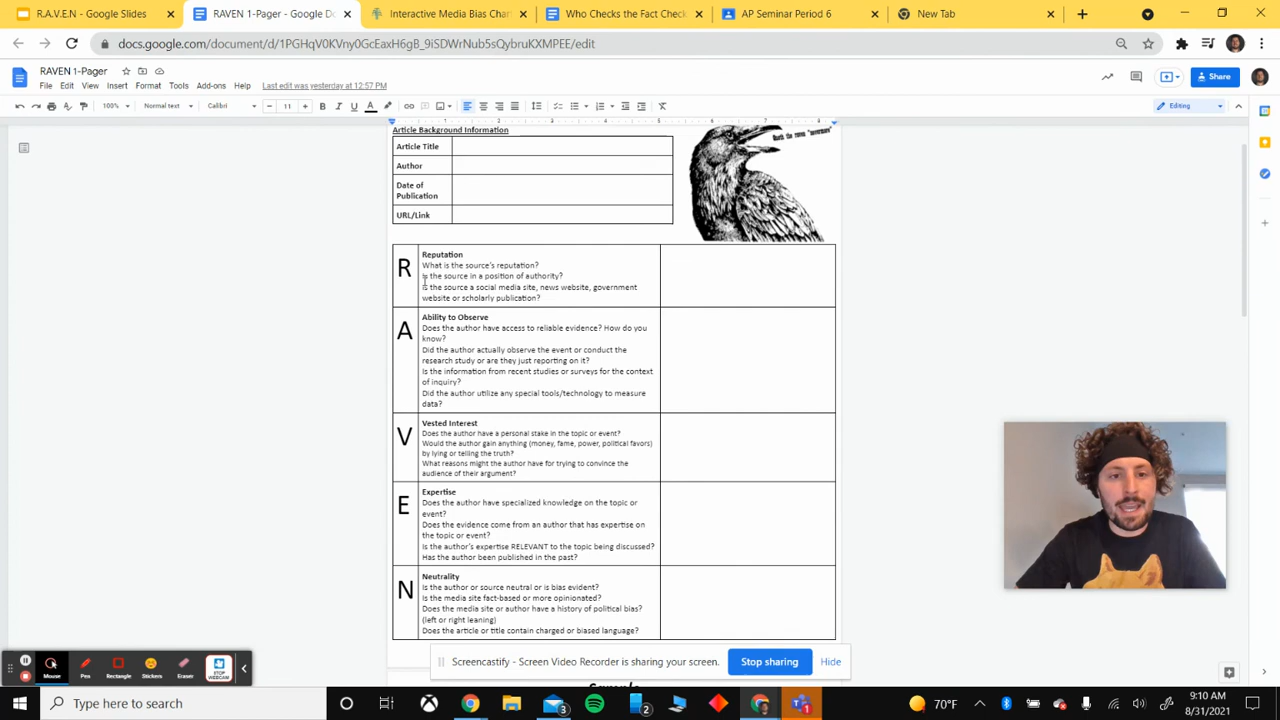 R.A.V.E.N - Google Slides
RAVEN 1-Pager - Google Do
Interactive Media Bias Char
Who Checks the Fact Check
AP Seminar Period 6
New Tab
docs.google.com/document/d/1PGHqV0KVny0GcEaxH6gB_9iSDWrNub5sQybruKXMPEE/edit
RAVEN 1-Pager
File Edit View Insert Format Tools Add-ons Help Last edit was yesterday at 12:57 PM
Share
100% Normal text Calibri 11 Editing
Article Background Information
Article Title
Author
Date of
Publication
URL/Link
R
Reputation
What is the source's reputation?
Is the source in a position of authority?
Is the source a social media site, news website, government
website or scholarly publication?
A
Ability to Observe
Does the author have access to reliable evidence? How do you
know?
Did the author actually observe the event or conduct the
research study or are they just reporting on it?
Is the information from recent studies or surveys for the context
of inquiry?
Did the author utilize any special tools/technology to measure
data?
V
Vested Interest
Does the author have a personal stake in the topic or event?
Would the author gain anything (money, fame, power, political favors)
by lying or telling the truth?
What reasons might the author have for trying to convince the
audience of their argument?
E
Expertise
Does the author have specialized knowledge on the topic or
event?
Does the evidence come from an author that has expertise on
the topic or event?
Is the author's expertise RELEVANT to the topic being discussed?
Has the author been published in the past?
N
Neutrality
Is the author or source neutral or is bias evident?
Is the media site fact-based or more opinionated?
Does the media site or author have a history of political bias?
(left or right leaning)
Does the article or title contain charged or biased language?
Screencastify - Screen Video Recorder is sharing your screen.
Stop sharing
Hide
Mouse
Pen
Rectangle
Stickers
Eraser
STOP
WEBCAM
Type here to search
70°F
9:10 AM
8/31/2021